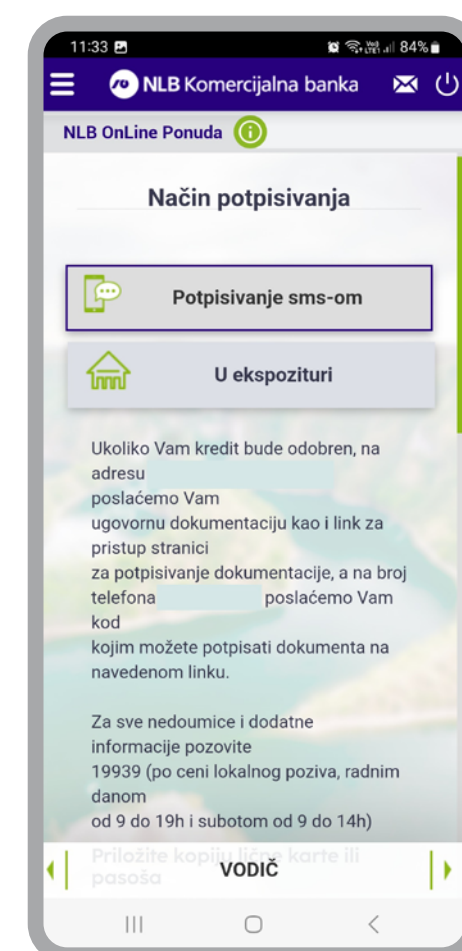 11:33
84%
NLB Komercijalna banka
NLB OnLine Ponuda
Način potpisivanja
Potpisivanje sms-om
U ekspozituri
Ukoliko Vam kredit bude odobren, na
adresu
poslaćemo Vam
ugovornu dokumentaciju kao i link za
pristup stranici
za potpisivanje dokumentacije, a na broj
telefona poslaćemo Vam
kod
kojim možete potpisati dokumenta na
navedenom linku.
Za sve nedoumice i dodatne
informacije pozovite
19939 (po ceni lokalnog poziva, radnim
danom
od 9 do 19h i subotom od 9 do 14h)
Priložite kopiju lične karte ili
pasoša
VODIČ